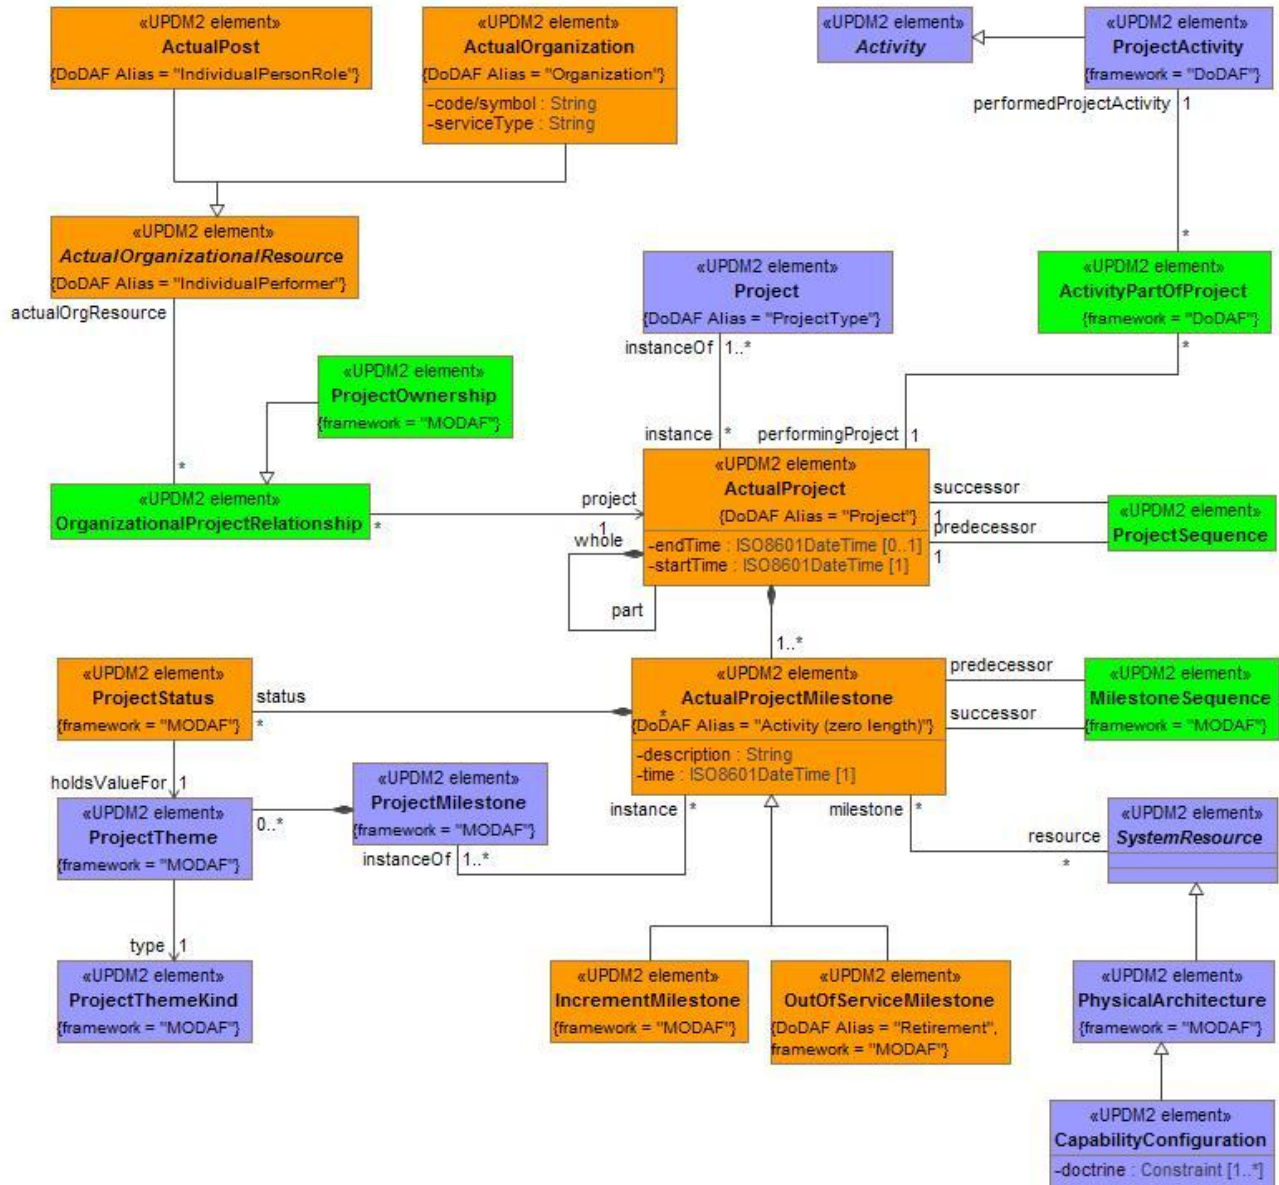 «UPDM2 element»
ActualPost
{DoDAF Alias = "IndividualPersonRole"}
«UPDM2 element»
ActualOrganization
{DoDAF Alias = "Organization"}
-code/symbol : String
-serviceType : String
«UPDM2 element»
Activity
«UPDM2 element»
ProjectActivity
{framework = "DoDAF"}
performedProjectActivity
1
*
«UPDM2 element»
ActualOrganizationalResource
{DoDAF Alias = "IndividualPerformer"}
actualOrgResource
*
*
«UPDM2 element»
Project
{DoDAF Alias = "ProjectType"}
instanceOf
1..*
«UPDM2 element»
ActivityPartOfProject
{framework = "DoDAF"}
*
«UPDM2 element»
ProjectOwnership
{framework = "MODAF"}
instance
*
performingProject
1
«UPDM2 element»
OrganizationalProjectRelationship
*
project
1
«UPDM2 element»
ActualProject
{DoDAF Alias = "Project"}
-endTime : ISO8601DateTime [0..1]
-startTime : ISO8601DateTime [1]
successor
1
predecessor
1
«UPDM2 element»
ProjectSequence
whole
part
1..*
«UPDM2 element»
ProjectStatus
{framework = "MODAF"}
status
*
«UPDM2 element»
ActualProjectMilestone
*
{DoDAF Alias = "Activity (zero length)"}
-description : String
-time : ISO8601DateTime [1]
predecessor
successor
«UPDM2 element»
MilestoneSequence
{framework = "MODAF"}
holdsValueFor
1
«UPDM2 element»
ProjectTheme
{framework = "MODAF"}
0..*
«UPDM2 element»
ProjectMilestone
{framework = "MODAF"}
instanceOf
1..*
instance
*
milestone
*
resource
*
«UPDM2 element»
SystemResource
type
1
«UPDM2 element»
ProjectThemeKind
{framework = "MODAF"}
«UPDM2 element»
IncrementMilestone
{framework = "MODAF"}
«UPDM2 element»
OutOfServiceMilestone
{DoDAF Alias = "Retirement",
framework = "MODAF"}
«UPDM2 element»
PhysicalArchitecture
{framework = "MODAF"}
«UPDM2 element»
CapabilityConfiguration
-doctrine : Constraint [1..*]